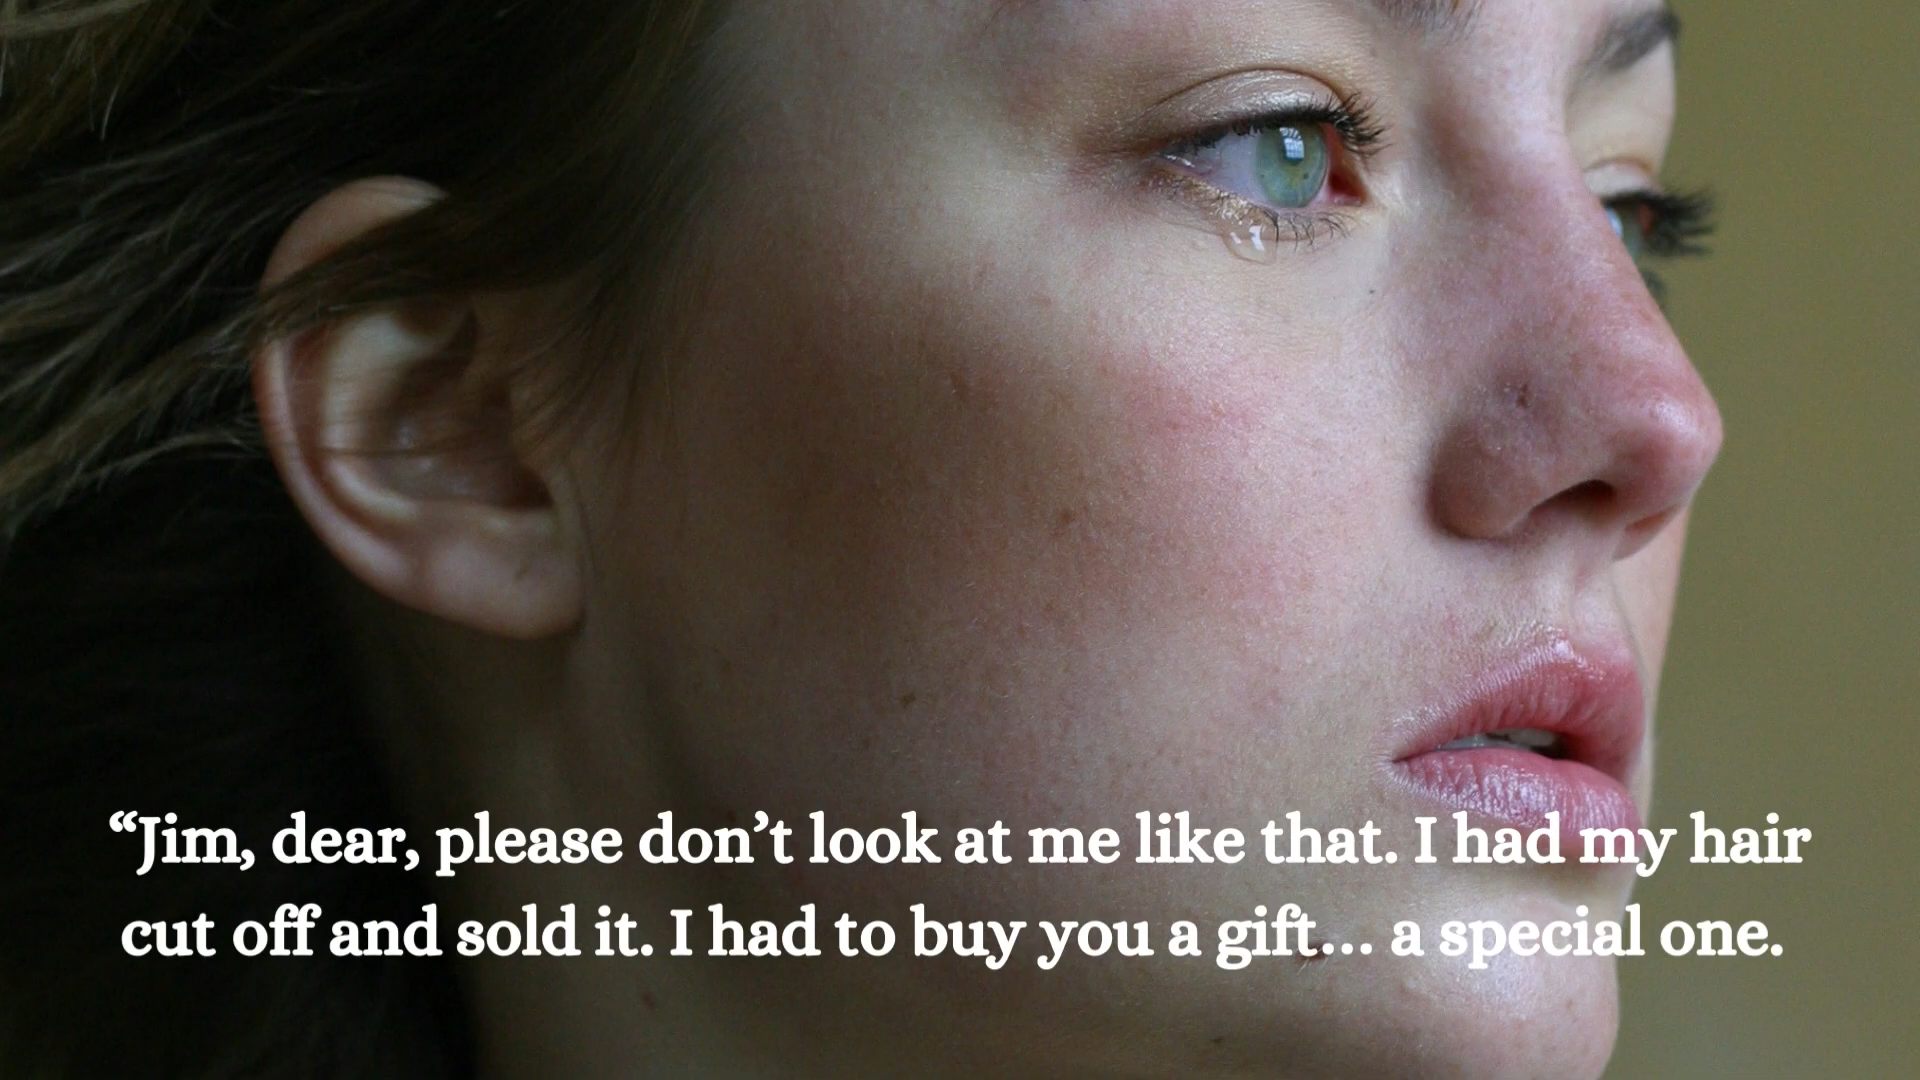 “Jim, dear, please don’t look at me like that. I had my hair
cut off and sold it. I had to buy you a gift… a special one.